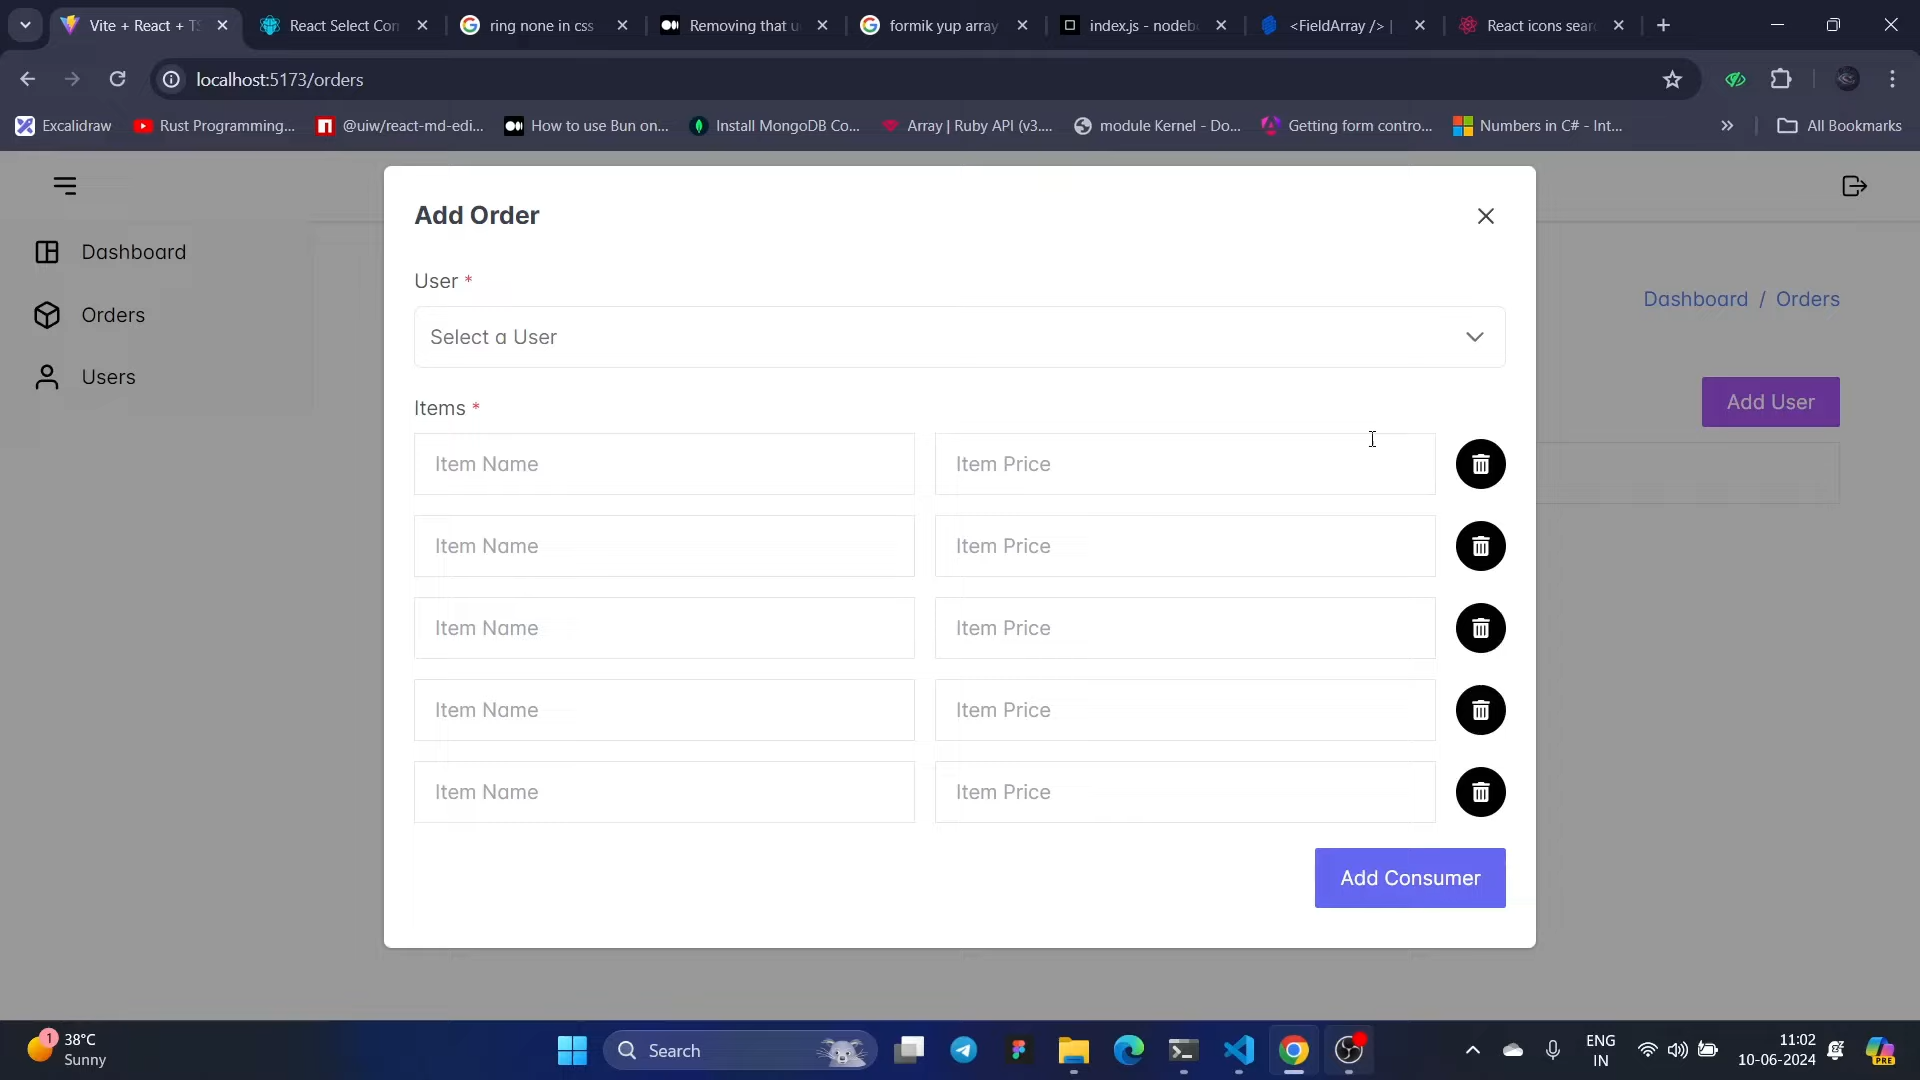 Vite + React + TS
React Select Con
ring none in css
Removing that u
formik yup array
index.js - nodeb
<FieldArray /> |
React icons sear
localhost:5173/orders
Excalidraw
Rust Programming...
@uiw/react-md-edi...
How to use Bun on...
Install MongoDB Co...
Array | Ruby API (v3....
module Kernel - Do...
Getting form contro...
Numbers in C# - Int...
All Bookmarks
Add Order
Dashboard
User *
Dashboard / Orders
Orders
Select a User
Users
Add User
Items *
Item Name
Item Price
Item Name
Item Price
Item Name
Item Price
Item Name
Item Price
Item Name
Item Price
Add Consumer
1
38°C
Sunny
Search
ENG
IN
11:02
10-06-2024
PRE